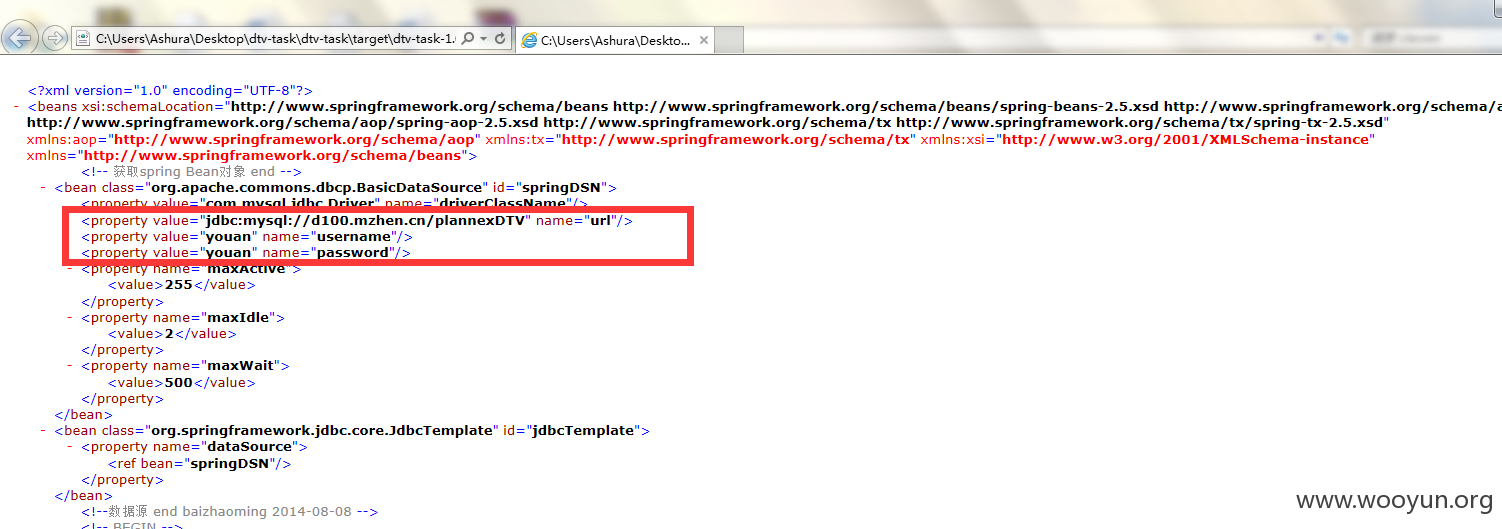 C:\Users\Ashura\Desktop\dtv-task\dtv-task\target\dtv-task-1.
C:\Users\Ashura\Deskto...
<?xml version="1.0" encoding="UTF-8"?>
- <beans xsi:schemaLocation="http://www.springframework.org/schema/beans http://www.springframework.org/schema/beans/spring-beans-2.5.xsd http://www.springframework.org/schema/a
http://www.springframework.org/schema/aop/spring-aop-2.5.xsd http://www.springframework.org/schema/tx http://www.springframework.org/schema/tx/spring-tx-2.5.xsd"
xmlns:aop="http://www.springframework.org/schema/aop" xmlns:tx="http://www.springframework.org/schema/tx" xmlns:xsi="http://www.w3.org/2001/XMLSchema-instance"
xmlns="http://www.springframework.org/schema/beans">
<!-- 获取spring Bean对象 end -->
- <bean class="org.apache.commons.dbcp.BasicDataSource" id="springDSN">
<property value="com.mysql.jdbc.Driver" name="driverClassName"/>
<property value="jdbc:mysql://d100.mzhen.cn/plannexDTV" name="url"/>
<property value="youan" name="username"/>
<property value="youan" name="password"/>
- <property name="maxActive">
<value>255</value>
</property>
- <property name="maxIdle">
<value>2</value>
</property>
- <property name="maxWait">
<value>500</value>
</property>
</bean>
- <bean class="org.springframework.jdbc.core.JdbcTemplate" id="jdbcTemplate">
- <property name="dataSource">
<ref bean="springDSN"/>
</property>
</bean>
<!--数据源 end baizhaoming 2014-08-08 -->
<!-- BEGIN -->
www.wooyun.org